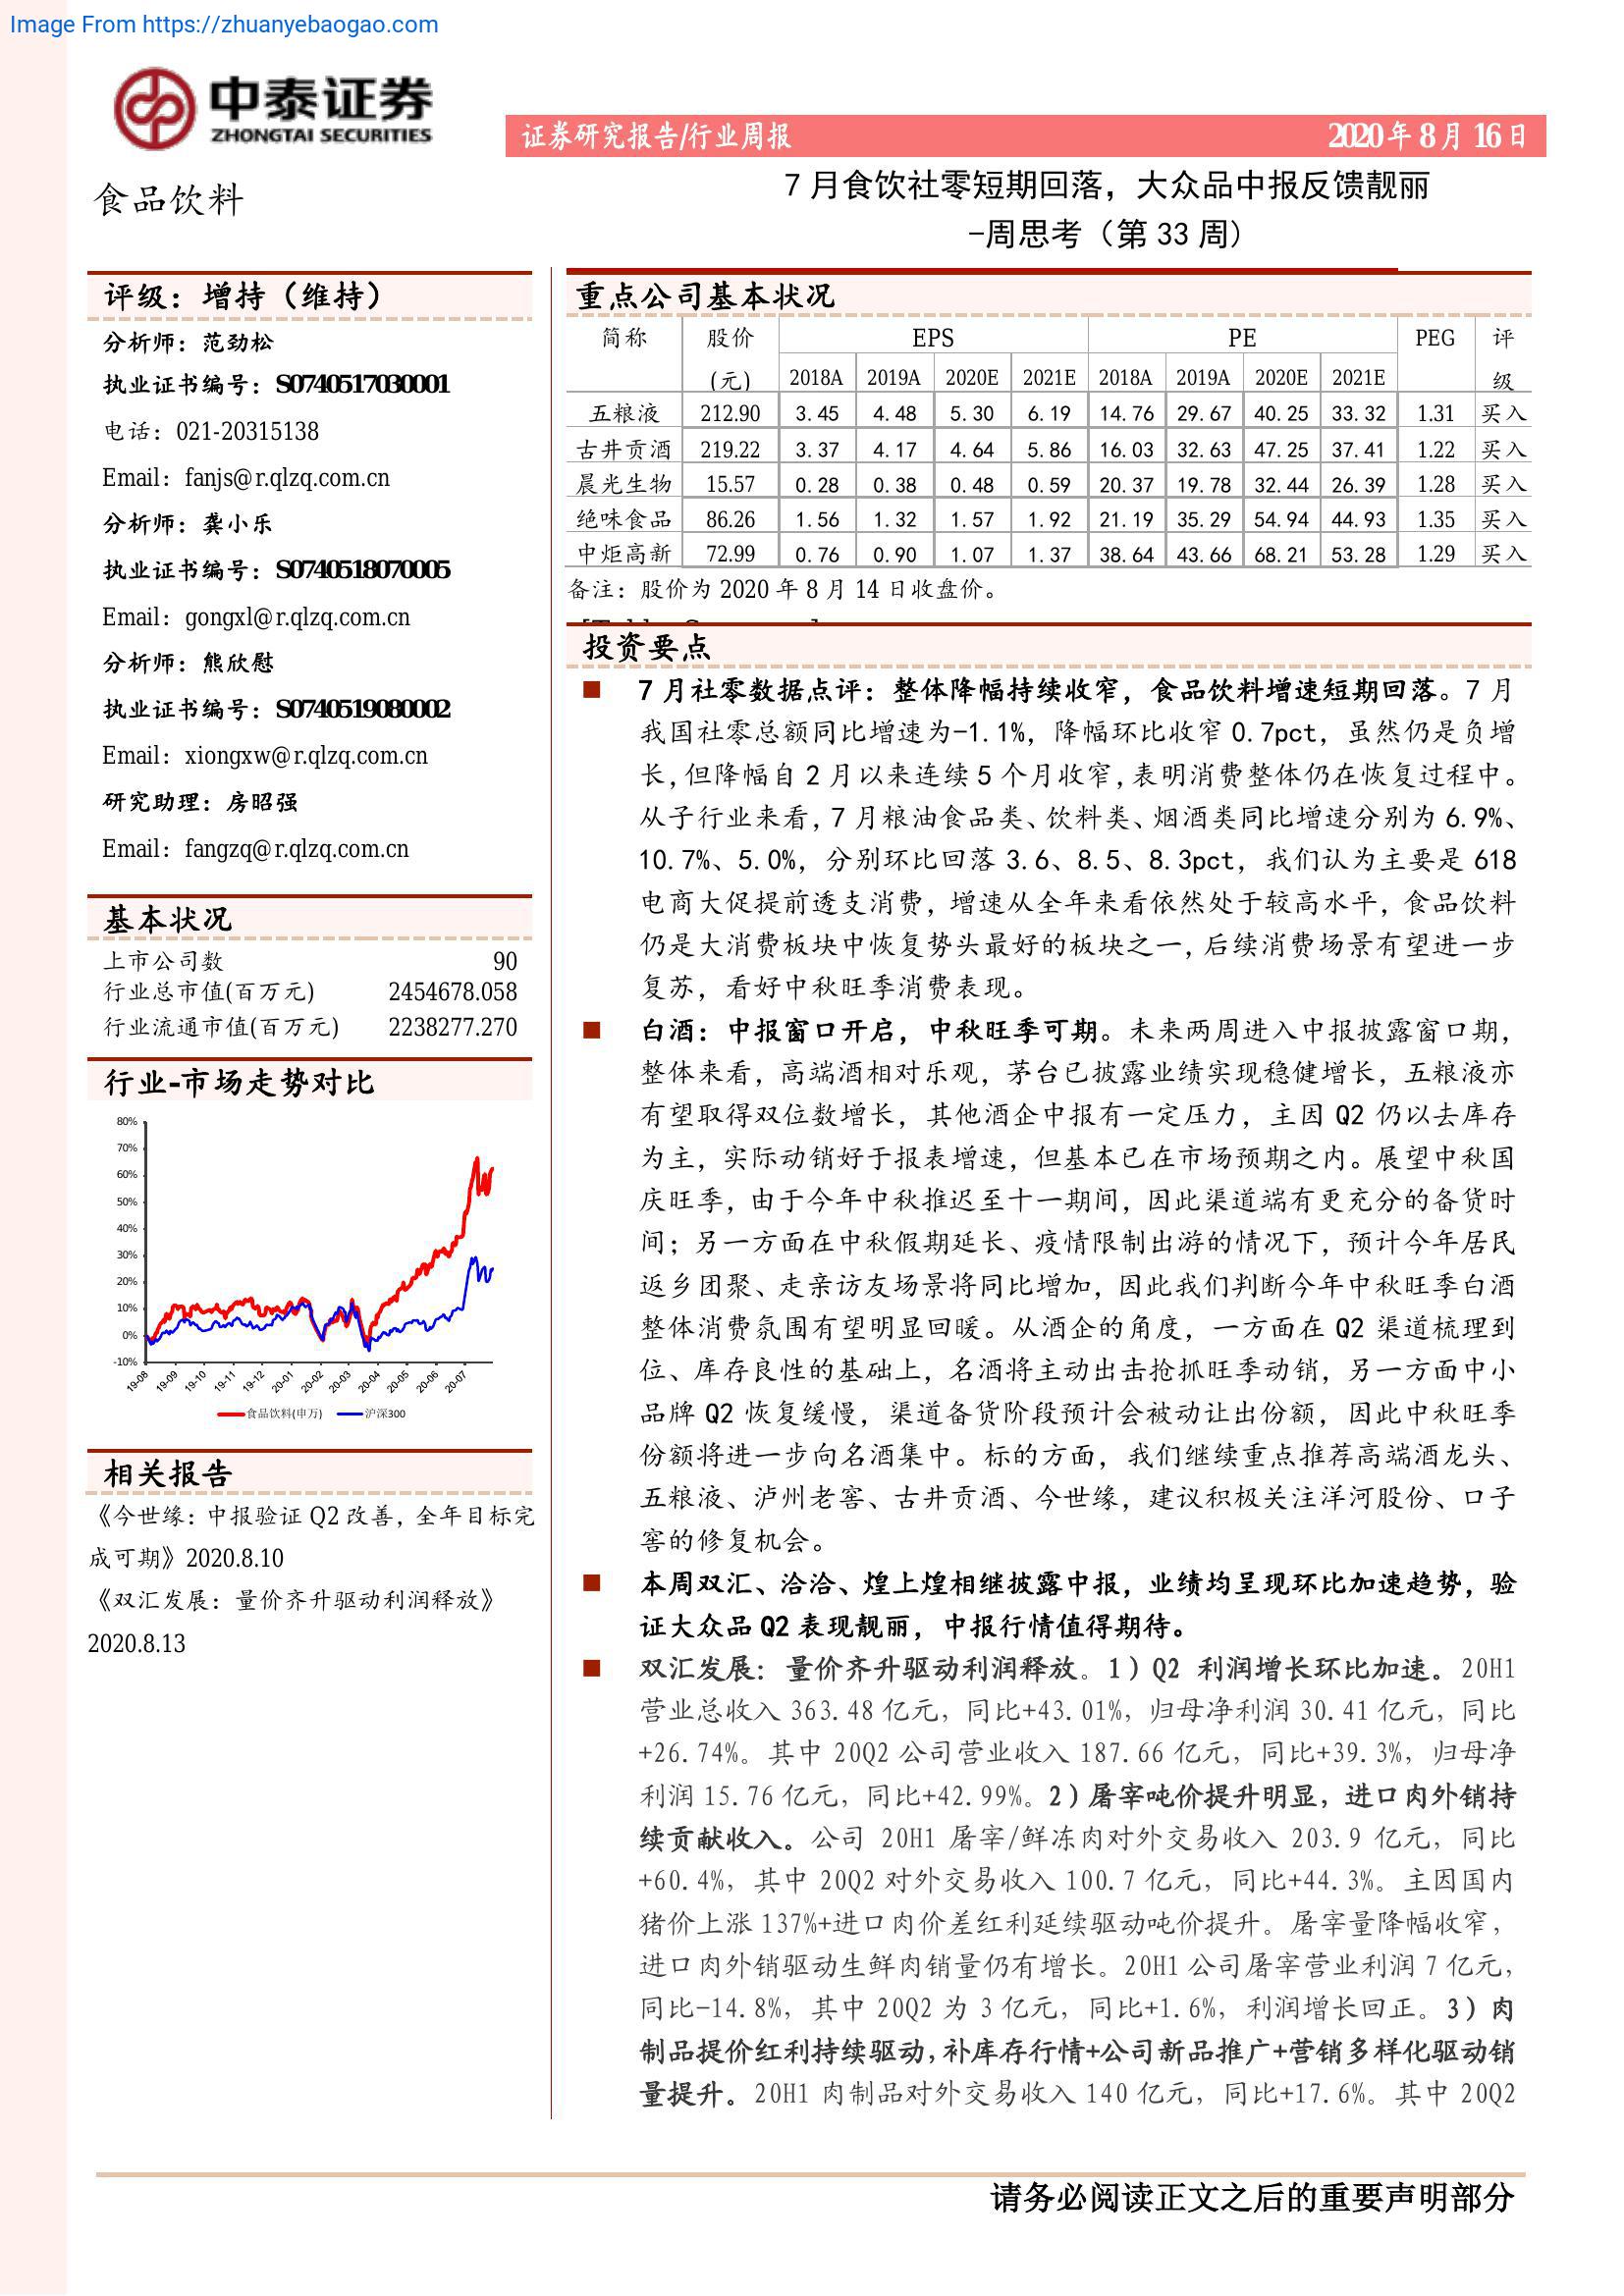 Image From https://zhuanyebaogao.com
中泰证券
ZHONGTAI SECURITIES
证券研究报告/行业周报 2020年8月16日
食品饮料
7月食饮社零短期回落，大众品中报反馈靓丽
-周思考（第33周）
评级：增持（维持）
分析师：范劲松
执业证书编号：S0740517030001
电话：021-20315138
Email：fanjs@r.qlzq.com.cn
分析师：龚小乐
执业证书编号：S0740518070005
Email：gongxl@r.qlzq.com.cn
分析师：熊欣慰
执业证书编号：S0740519080002
Email：xiongxw@r.qlzq.com.cn
研究助理：房昭强
Email：fangzq@r.qlzq.com.cn
基本状况
上市公司数 90
行业总市值(百万元) 2454678.058
行业流通市值(百万元) 2238277.270
行业-市场走势对比
80%
70%
60%
50%
40%
30%
20%
10%
0%
-10%
19-08 19-09 19-10 19-11 19-12 20-01 20-02 20-03 20-04 20-05 20-06 20-07
食品饮料(申万) 沪深300
相关报告
《今世缘：中报验证Q2改善，全年目标完
成可期》2020.8.10
《双汇发展：量价齐升驱动利润释放》
2020.8.13
重点公司基本状况
简称 股价 EPS PE PEG 评
(元) 2018A 2019A 2020E 2021E 2018A 2019A 2020E 2021E 级
五粮液 212.90 3.45 4.48 5.30 6.19 14.76 29.67 40.25 33.32 1.31 买入
古井贡酒 219.22 3.37 4.17 4.64 5.86 16.03 32.63 47.25 37.41 1.22 买入
晨光生物 15.57 0.28 0.38 0.48 0.59 20.37 19.78 32.44 26.39 1.28 买入
绝味食品 86.26 1.56 1.32 1.57 1.92 21.19 35.29 54.94 44.93 1.35 买入
中炬高新 72.99 0.76 0.90 1.07 1.37 38.64 43.66 68.21 53.28 1.29 买入
备注：股价为2020年8月14日收盘价。
投资要点
■ 7月社零数据点评：整体降幅持续收窄，食品饮料增速短期回落。7月
我国社零总额同比增速为-1.1%，降幅环比收窄0.7pct，虽然仍是负增
长，但降幅自2月以来连续5个月收窄，表明消费整体仍在恢复过程中。
从子行业来看，7月粮油食品类、饮料类、烟酒类同比增速分别为6.9%、
10.7%、5.0%，分别环比回落3.6、8.5、8.3pct，我们认为主要是618
电商大促提前透支消费，增速从全年来看依然处于较高水平，食品饮料
仍是大消费板块中恢复势头最好的板块之一，后续消费场景有望进一步
复苏，看好中秋旺季消费表现。
■ 白酒：中报窗口开启，中秋旺季可期。未来两周进入中报披露窗口期，
整体来看，高端酒相对乐观，茅台已披露业绩实现稳健增长，五粮液亦
有望取得双位数增长，其他酒企中报有一定压力，主因Q2仍以去库存
为主，实际动销好于报表增速，但基本已在市场预期之内。展望中秋国
庆旺季，由于今年中秋推迟至十一期间，因此渠道端有更充分的备货时
间；另一方面在中秋假期延长、疫情限制出游的情况下，预计今年居民
返乡团聚、走亲访友场景将同比增加，因此我们判断今年中秋旺季白酒
整体消费氛围有望明显回暖。从酒企的角度，一方面在Q2渠道梳理到
位、库存良性的基础上，名酒将主动出击抢抓旺季动销，另一方面中小
品牌Q2恢复缓慢，渠道备货阶段预计会被动让出份额，因此中秋旺季
份额将进一步向名酒集中。标的方面，我们继续重点推荐高端酒龙头、
五粮液、泸州老窖、古井贡酒、今世缘，建议积极关注洋河股份、口子
窖的修复机会。
■ 本周双汇、洽洽、煌上煌相继披露中报，业绩均呈现环比加速趋势，验
证大众品Q2表现靓丽，中报行情值得期待。
■ 双汇发展：量价齐升驱动利润释放。1）Q2 利润增长环比加速。20H1
营业总收入363.48亿元，同比+43.01%，归母净利润30.41亿元，同比
+26.74%。其中20Q2公司营业收入187.66亿元，同比+39.3%，归母净
利润15.76亿元，同比+42.99%。2）屠宰吨价提升明显，进口肉外销持
续贡献收入。公司 20H1 屠宰/鲜冻肉对外交易收入 203.9 亿元，同比
+60.4%，其中20Q2对外交易收入100.7亿元，同比+44.3%。主因国内
猪价上涨137%+进口肉价差红利延续驱动吨价提升。屠宰量降幅收窄，
进口肉外销驱动生鲜肉销量仍有增长。20H1公司屠宰营业利润7亿元，
同比-14.8%，其中20Q2为3亿元，同比+1.6%，利润增长回正。3）肉
制品提价红利持续驱动，补库存行情+公司新品推广+营销多样化驱动销
量提升。20H1肉制品对外交易收入140亿元，同比+17.6%。其中20Q2
请务必阅读正文之后的重要声明部分